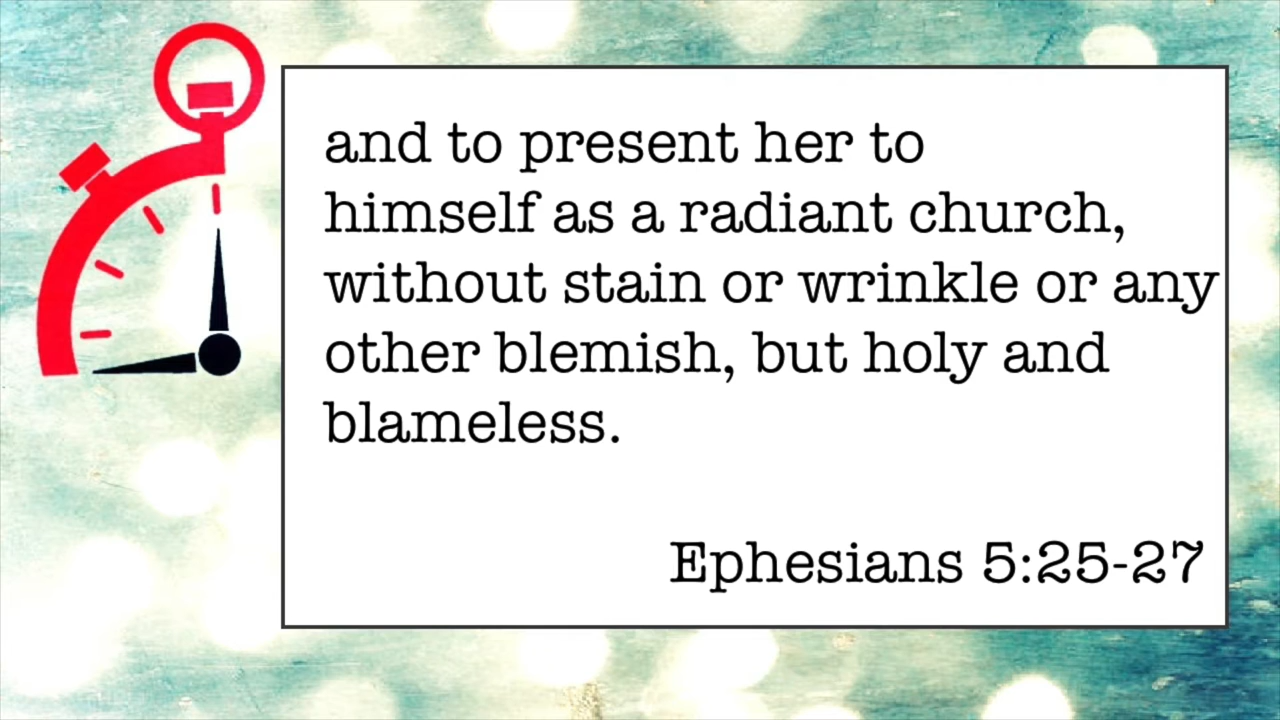 and to present her to
himself as a radiant church,
without stain or wrinkle or any
other blemish, but holy and
blameless.
Ephesians 5:25-27